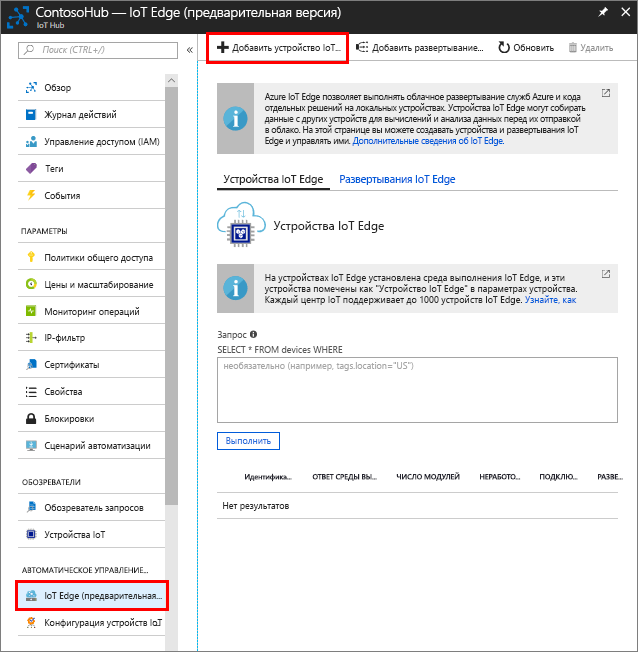 ContosoHub — IoT Edge (предварительная версия)
IoT Hub
Поиск (CTRL+/)
Обзор
Журнал действий
Управление доступом (IAM)
Теги
События
ПАРАМЕТРЫ
Политики общего доступа
Цены и масштабирование
Мониторинг операций
IP-фильтр
Сертификаты
Свойства
Блокировки
Сценарий автоматизации
ОБОЗРЕВАТЕЛИ
Обозреватель запросов
Устройства IoT
АВТОМАТИЧЕСКОЕ УПРАВЛЕНИЕ...
IoT Edge (предварительная...
Конфигурация устройств IoT
Добавить устройство IoT... Добавить развертывание... Обновить Удалить
Azure IoT Edge позволяет выполнять облачное развертывание служб Azure и кода
отдельных решений на локальных устройствах. Устройства IoT Edge могут собирать
данные с других устройств для вычислений и анализа данных перед их отправкой
в облако. На этой странице вы можете создавать устройства и развертывания IoT
Edge и управлять ими. Дополнительные сведения об IoT Edge.
Устройства IoT Edge Развертывания IoT Edge
Устройства IoT Edge
На устройствах IoT Edge установлена среда выполнения IoT Edge, и эти
устройства помечены как "Устройство IoT Edge" в параметрах устройства.
Каждый центр IoT поддерживает до 1000 устройств IoT Edge. Узнайте, как
Запрос
SELECT * FROM devices WHERE
необязательно (например, tags.location="US")
Выполнить
Идентифика... ОТВЕТ СРЕДЫ ВЫ... ЧИСЛО МОДУЛЕЙ НЕРАБОТО... ПОДКЛЮ... РАЗВЕ...
Нет результатов